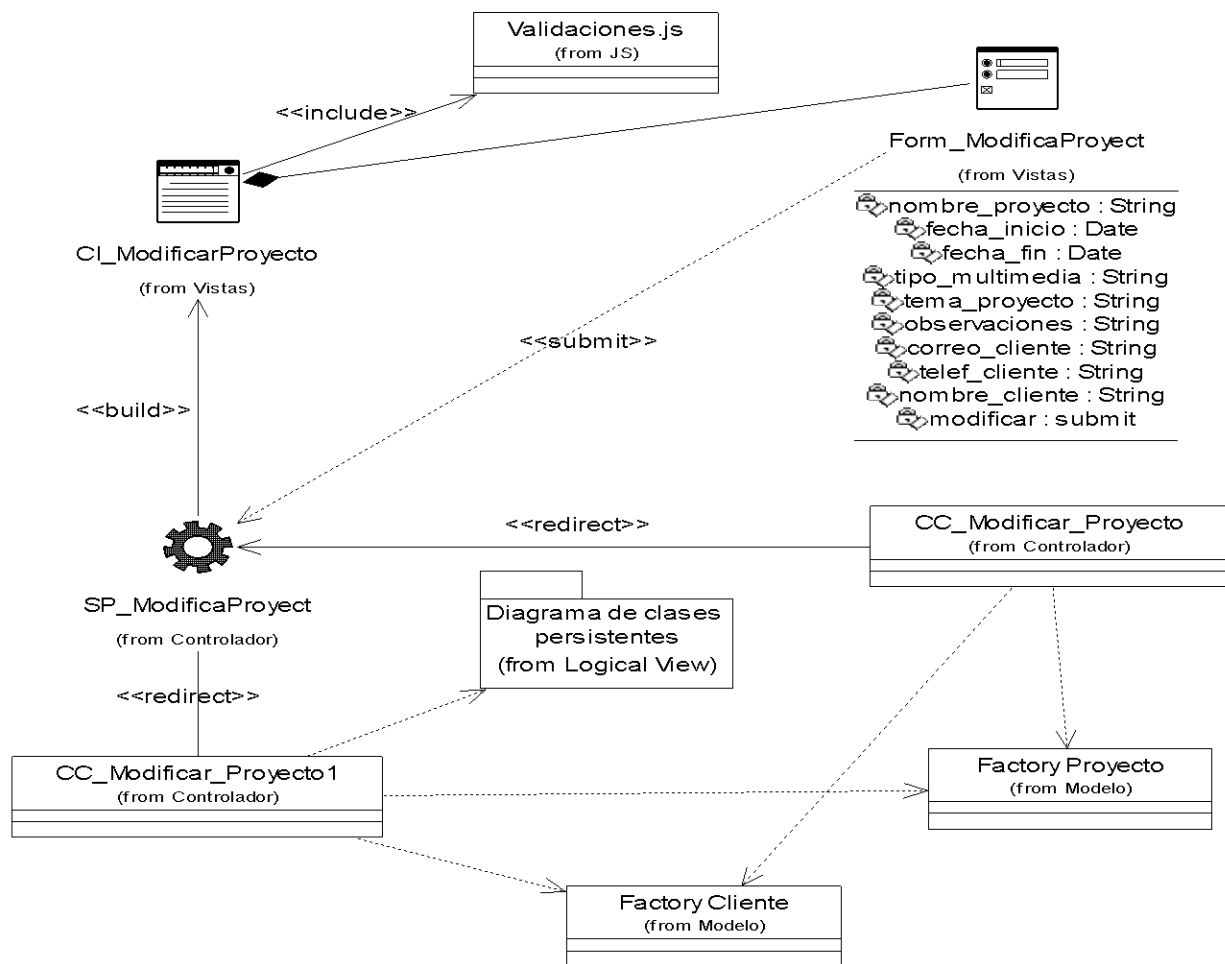 Validaciones.js
(from JS)
<<include>>
Form_ModificaProyect
(from Vistas)
nombre_proyecto : String
fecha_inicio : Date
fecha_fin : Date
tipo_multimedia : String
tema_proyecto : String
observaciones : String
correo_cliente : String
telef_cliente : String
nombre_cliente : String
modificar : submit
CI_ModificarProyecto
(from Vistas)
<<submit>>
<<build>>
<<redirect>>
CC_Modificar_Proyecto
(from Controlador)
SP_ModificaProyect
(from Controlador)
Diagrama de clases
persistentes
(from Logical View)
<<redirect>>
CC_Modificar_Proyecto1
(from Controlador)
Factory Proyecto
(from Modelo)
Factory Cliente
(from Modelo)